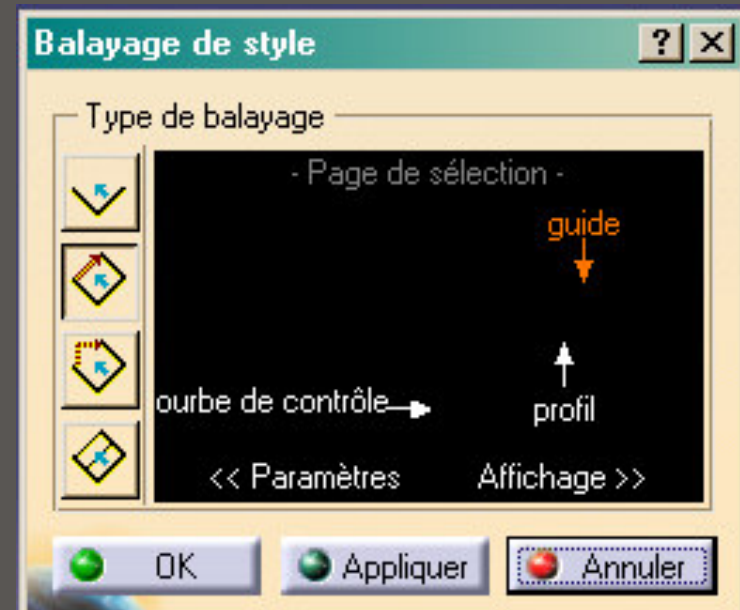 Balayage de style
Type de balayage
- Page de sélection -
guide
ourbe de contrôle
profil
<< Paramètres Affichage >>
OK Appliquer Annuler